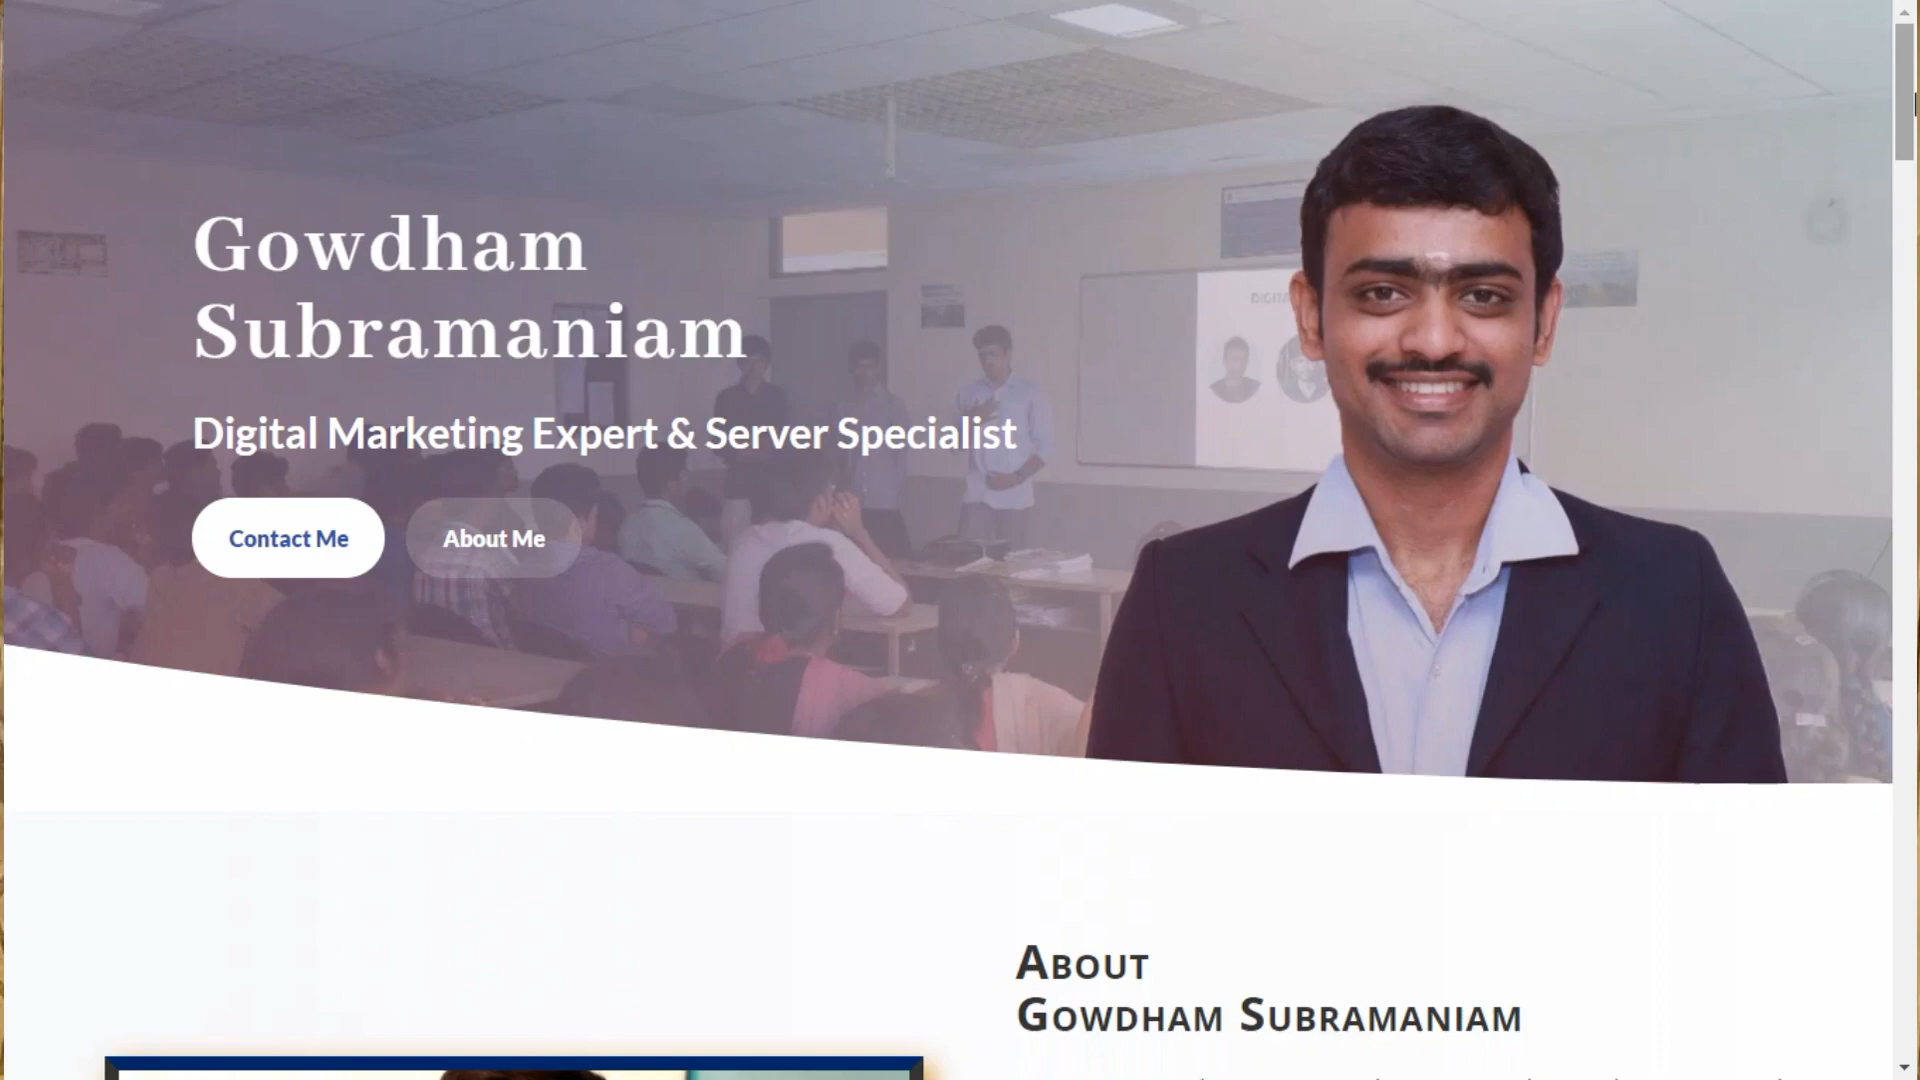 Gowdham
Subramaniam
Digital Marketing Expert & Server Specialist
Contact Me
About Me
About
Gowdham Subramaniam